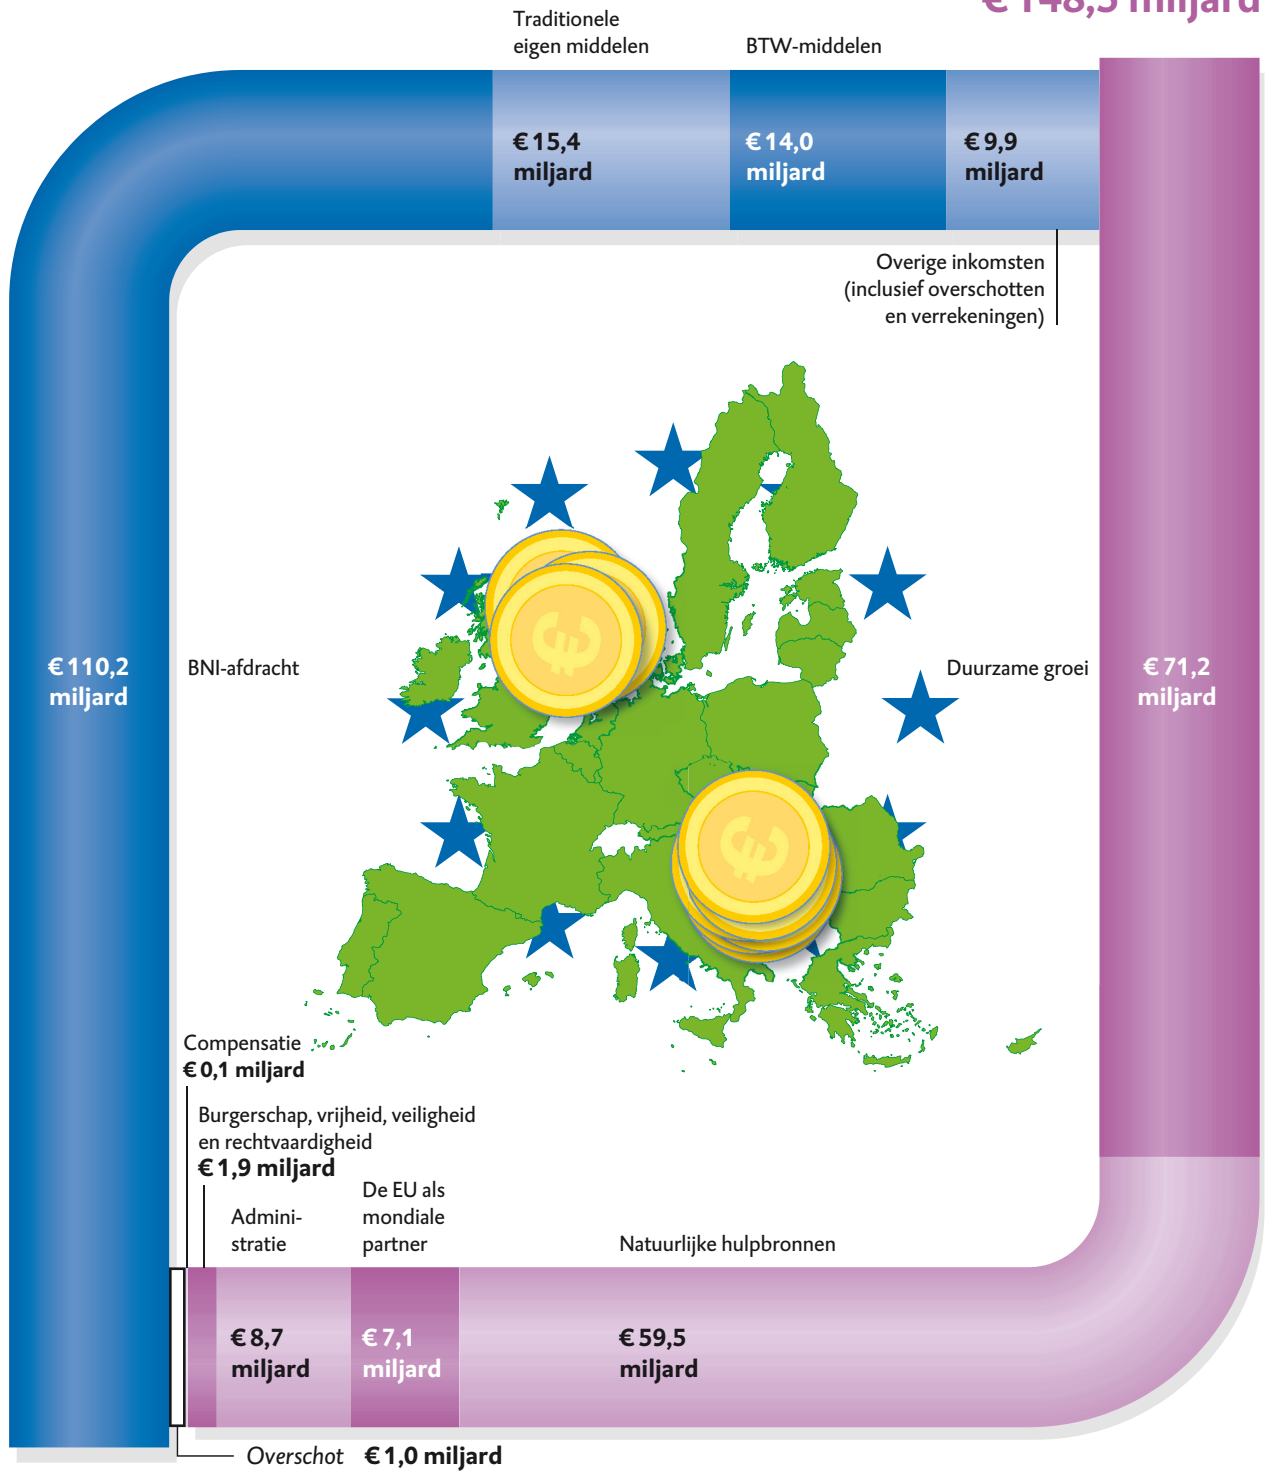 € 148,5 miljard
Traditionele
eigen middelen
BTW-middelen
€ 15,4
miljard
€ 14,0
miljard
€ 9,9
miljard
Overige inkomsten
(inclusief overschotten
en verrekeningen)
€ 110,2
miljard
BNI-afdracht
Duurzame groei
€ 71,2
miljard
Compensatie
€ 0,1 miljard
Burgerschap, vrijheid, veiligheid
en rechtvaardigheid
€ 1,9 miljard
Admini-
stratie
De EU als
mondiale
partner
Natuurlijke hulpbronnen
€ 8,7
miljard
€ 7,1
miljard
€ 59,5
miljard
Overschot € 1,0 miljard